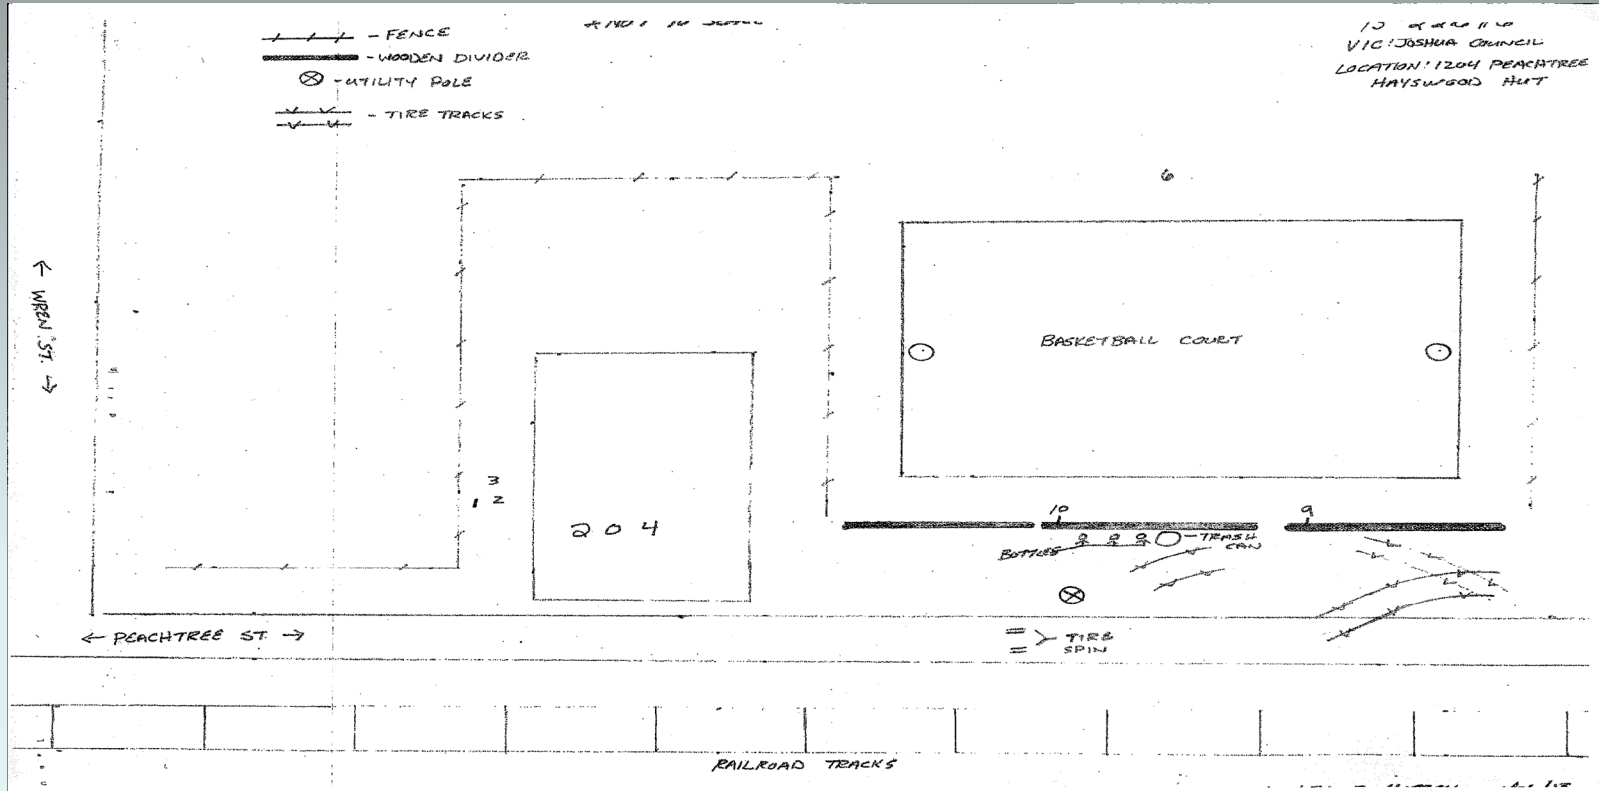 - FENCE
- WOODEN DIVIDER
- UTILITY POLE
- TIRE TRACKS
VIC: JOSHUA COUNCIL
LOCATION: 1204 PEACHTREE
HAYSWOOD HUT
6
← WREN ST. →
BASKETBALL COURT
3
2
204
10
9
BOTTLES
- TRASH
CAN
← PEACHTREE ST →
TIRE
SPIN
RAILROAD TRACKS